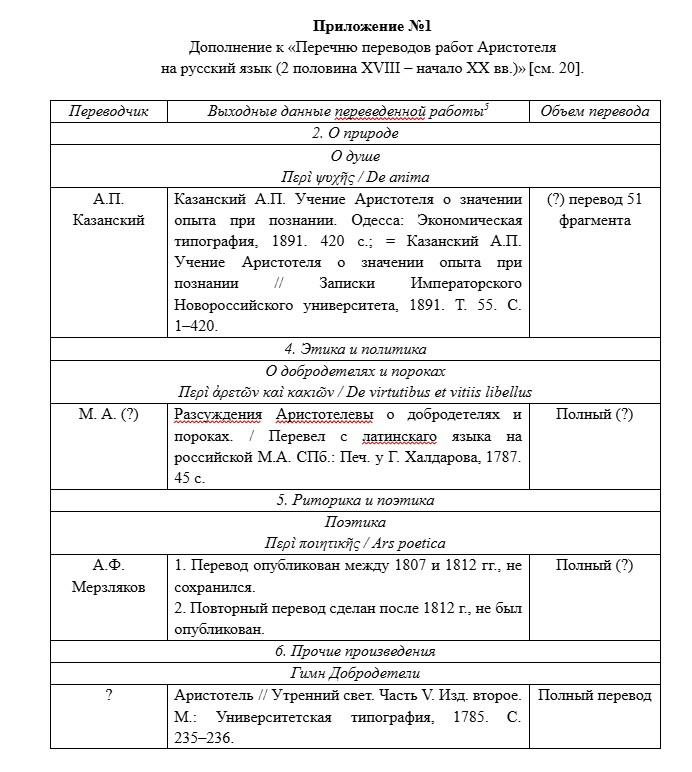 Приложение №1
Дополнение к «Перечню переводов работ Аристотеля
на русский язык (2 половина XVIII – начало XX вв.)» [см. 20].
Переводчик Выходные данные переведенной работы5 Объем перевода
2. О природе
О душе
Περὶ ψυχῆς / De anima
А.П. Казанский А.П. Учение Аристотеля о значении (?) перевод 51
Казанский опыта при познании. Одесса: Экономическая фрагмента
типография, 1891. 420 с.; = Казанский А.П.
Учение Аристотеля о значении опыта при
познании // Записки Императорского
Новороссийского университета, 1891. Т. 55. С.
1–420.
4. Этика и политика
О добродетелях и пороках
Περὶ ἀρετῶν καὶ κακιῶν / De virtutibus et vitiis libellus
М. А. (?) Разсуждения Аристотелевы о добродетелях и Полный (?)
пороках. / Перевел с латинскаго языка на
российской М.А. СПб.: Печ. у Г. Халдарова, 1787.
45 с.
5. Риторика и поэтика
Поэтика
Περὶ ποιητικῆς / Ars poetica
А.Ф. 1. Перевод опубликован между 1807 и 1812 гг., не Полный (?)
Мерзляков сохранился.
2. Повторный перевод сделан после 1812 г., не был
опубликован.
6. Прочие произведения
Гимн Добродетели
? Аристотель // Утренний свет. Часть V. Изд. второе. Полный перевод
М.: Университетская типография, 1785. С.
235–236.